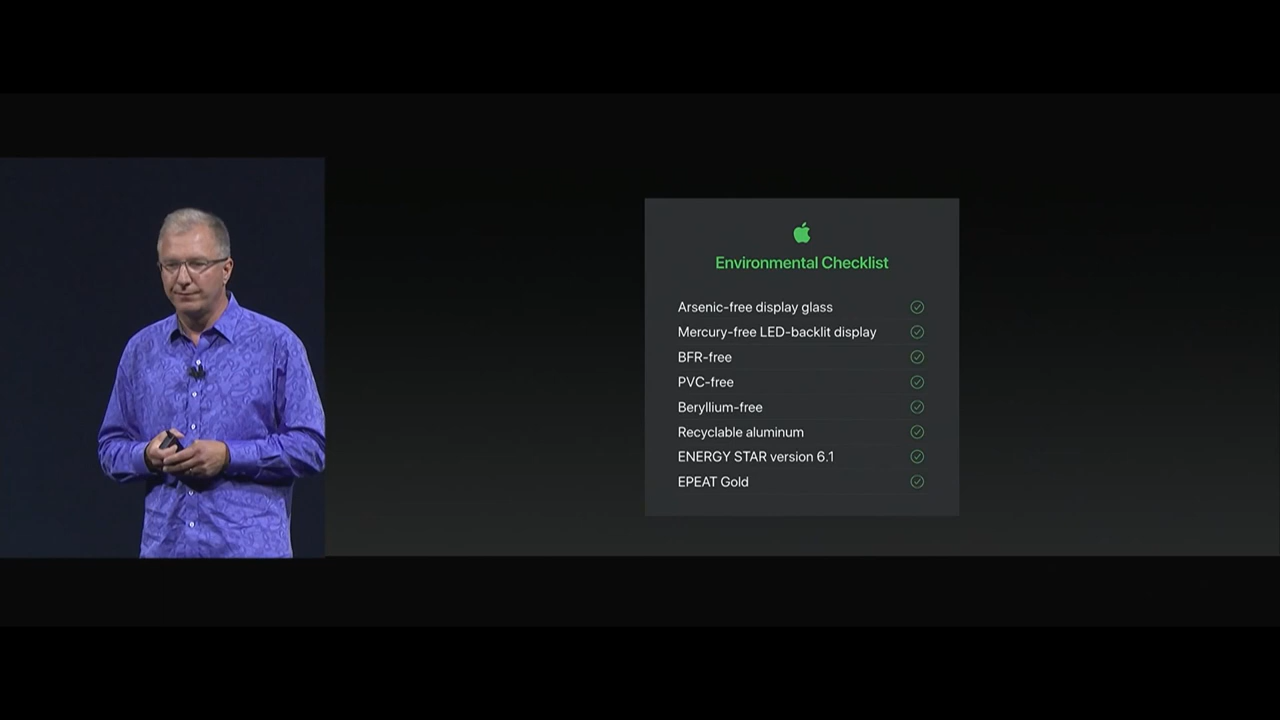 Environmental Checklist
Arsenic-free display glass
Mercury-free LED-backlit display
BFR-free
PVC-free
Beryllium-free
Recyclable aluminum
ENERGY STAR version 6.1
EPEAT Gold